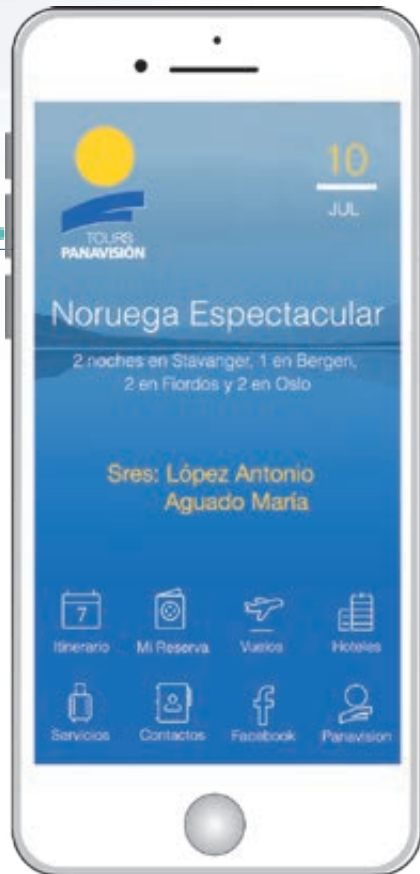 TOURS
PANAVISIÓN
10
JUL
Noruega Espectacular
2 noches en Stavanger, 1 en Bergen,
2 en Fiordos y 2 en Oslo
Sres: López Antonio
Aguado María
7
Itinerario
Mi Reserva
Vuelos
Hoteles
Servicios
Contactos
Facebook
Panavision